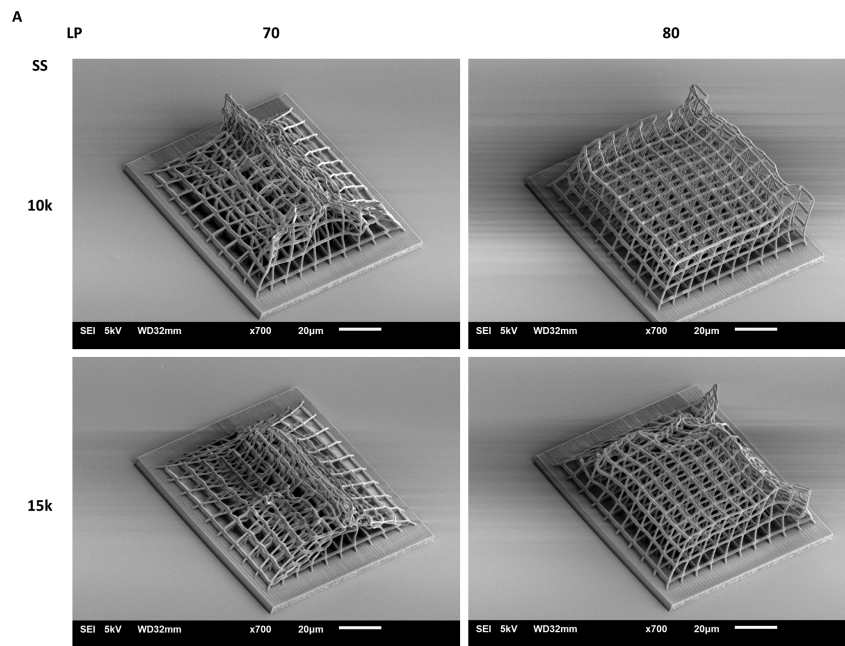 A
LP 70 80
SS
10k
SEI 5kV WD32mm x700 20µm
SEI 5kV WD32mm x700 20µm
15k
SEI 5kV WD32mm x700 20µm
SEI 5kV WD32mm x700 20µm